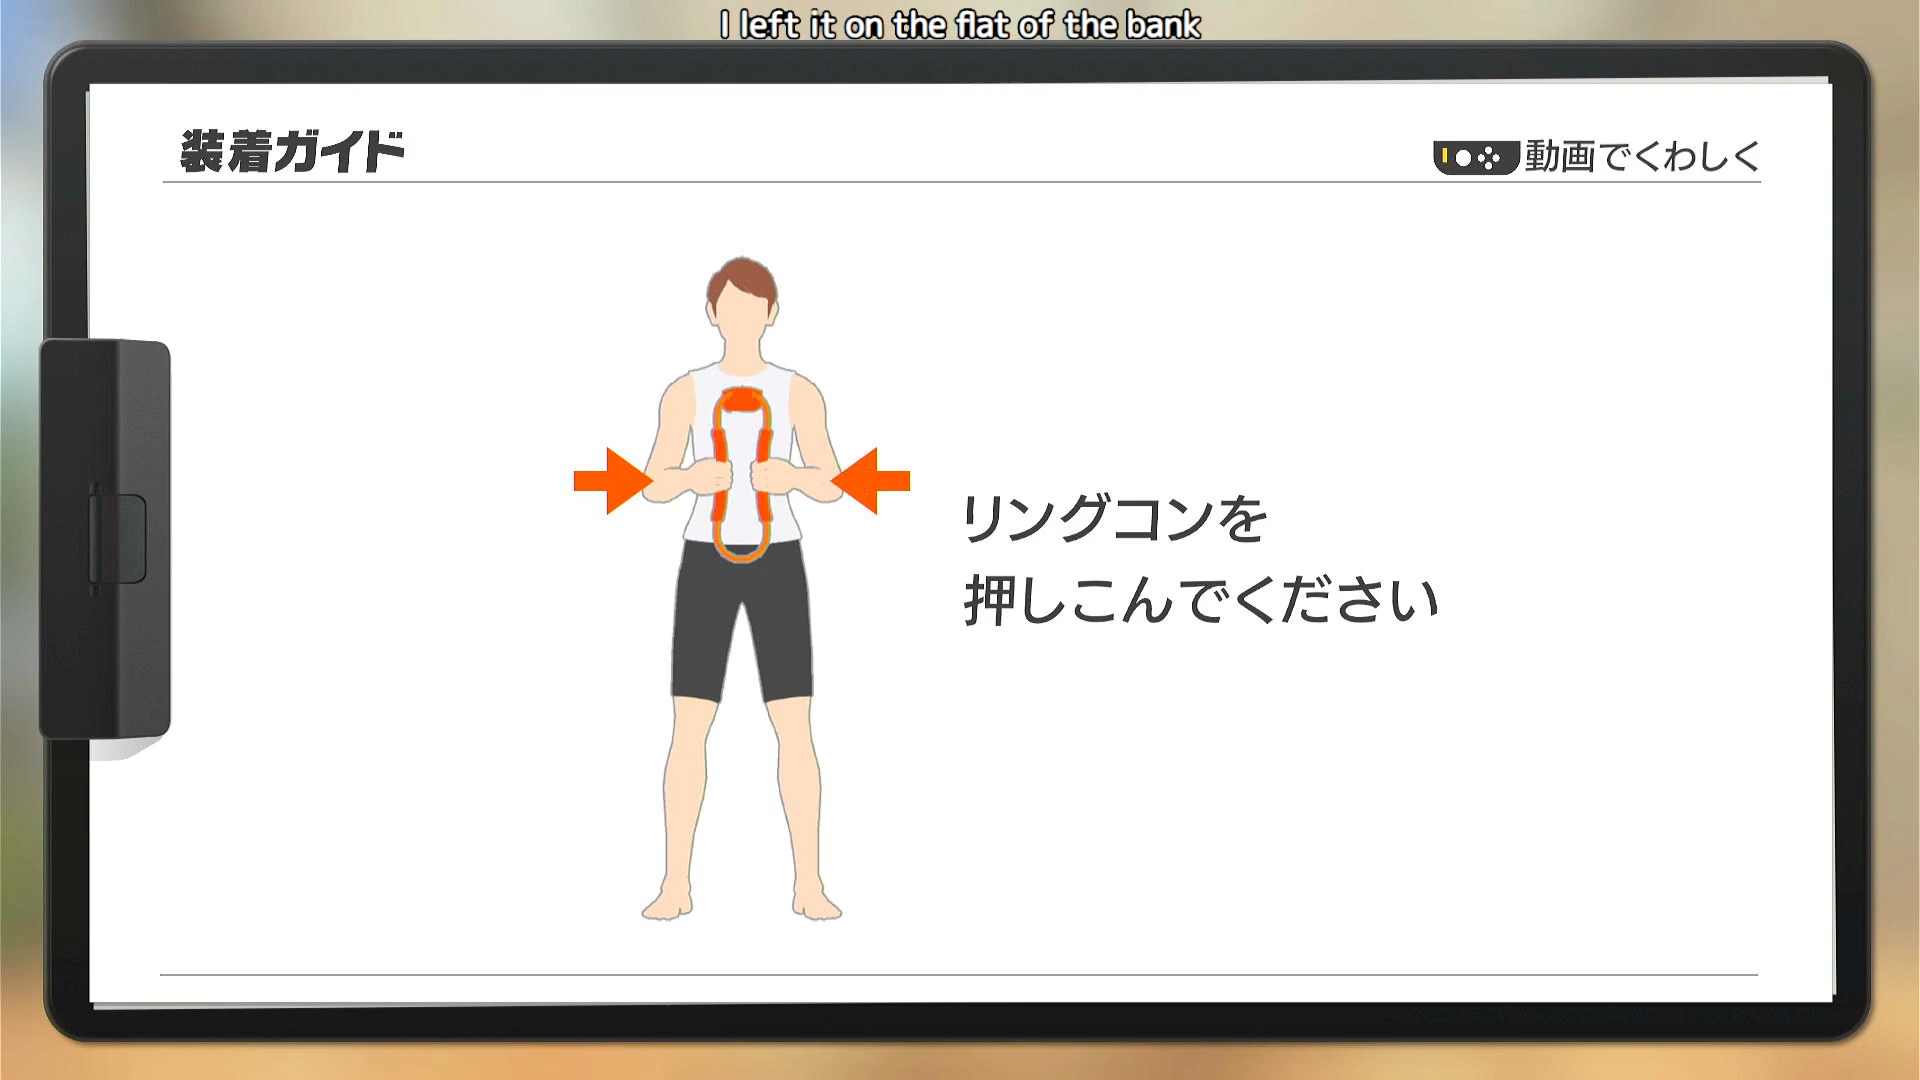 I left it on the flat of the bank
装着ガイド
動画でくわしく
リングコンを
押しこんでください